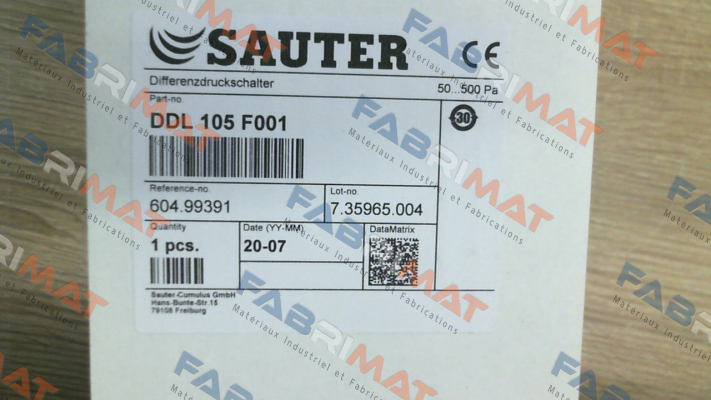 SAUTER CE
Differenzdruckschalter 50...500 Pa
Part-no.
DDL 105 F001
30
Reference-no.
604.99391
Lot-no.
7.35965.004
Quantity
1 pcs.
Date (YY-MM)
20-07
DataMatrix
Sauter-Cumulus GmbH
Hans-Bunte-Str.15
79108 Freiburg
FABRIMAT
Matériaux Industriel et Fabrications